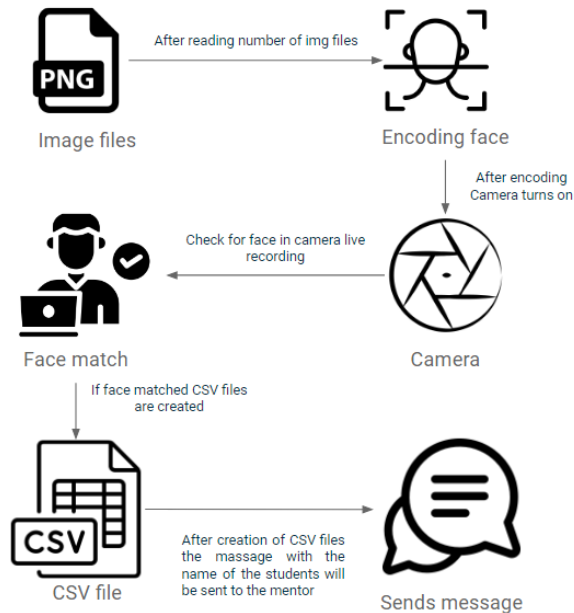 After reading number of img files
PNG
Image files
Encoding face
After encoding
Camera turns on
Check for face in camera live
recording
Face match
Camera
If face matched CSV files
are created
CSV
CSV file
After creation of CSV files
the massage with the
name of the students will
be sent to the mentor
Sends message